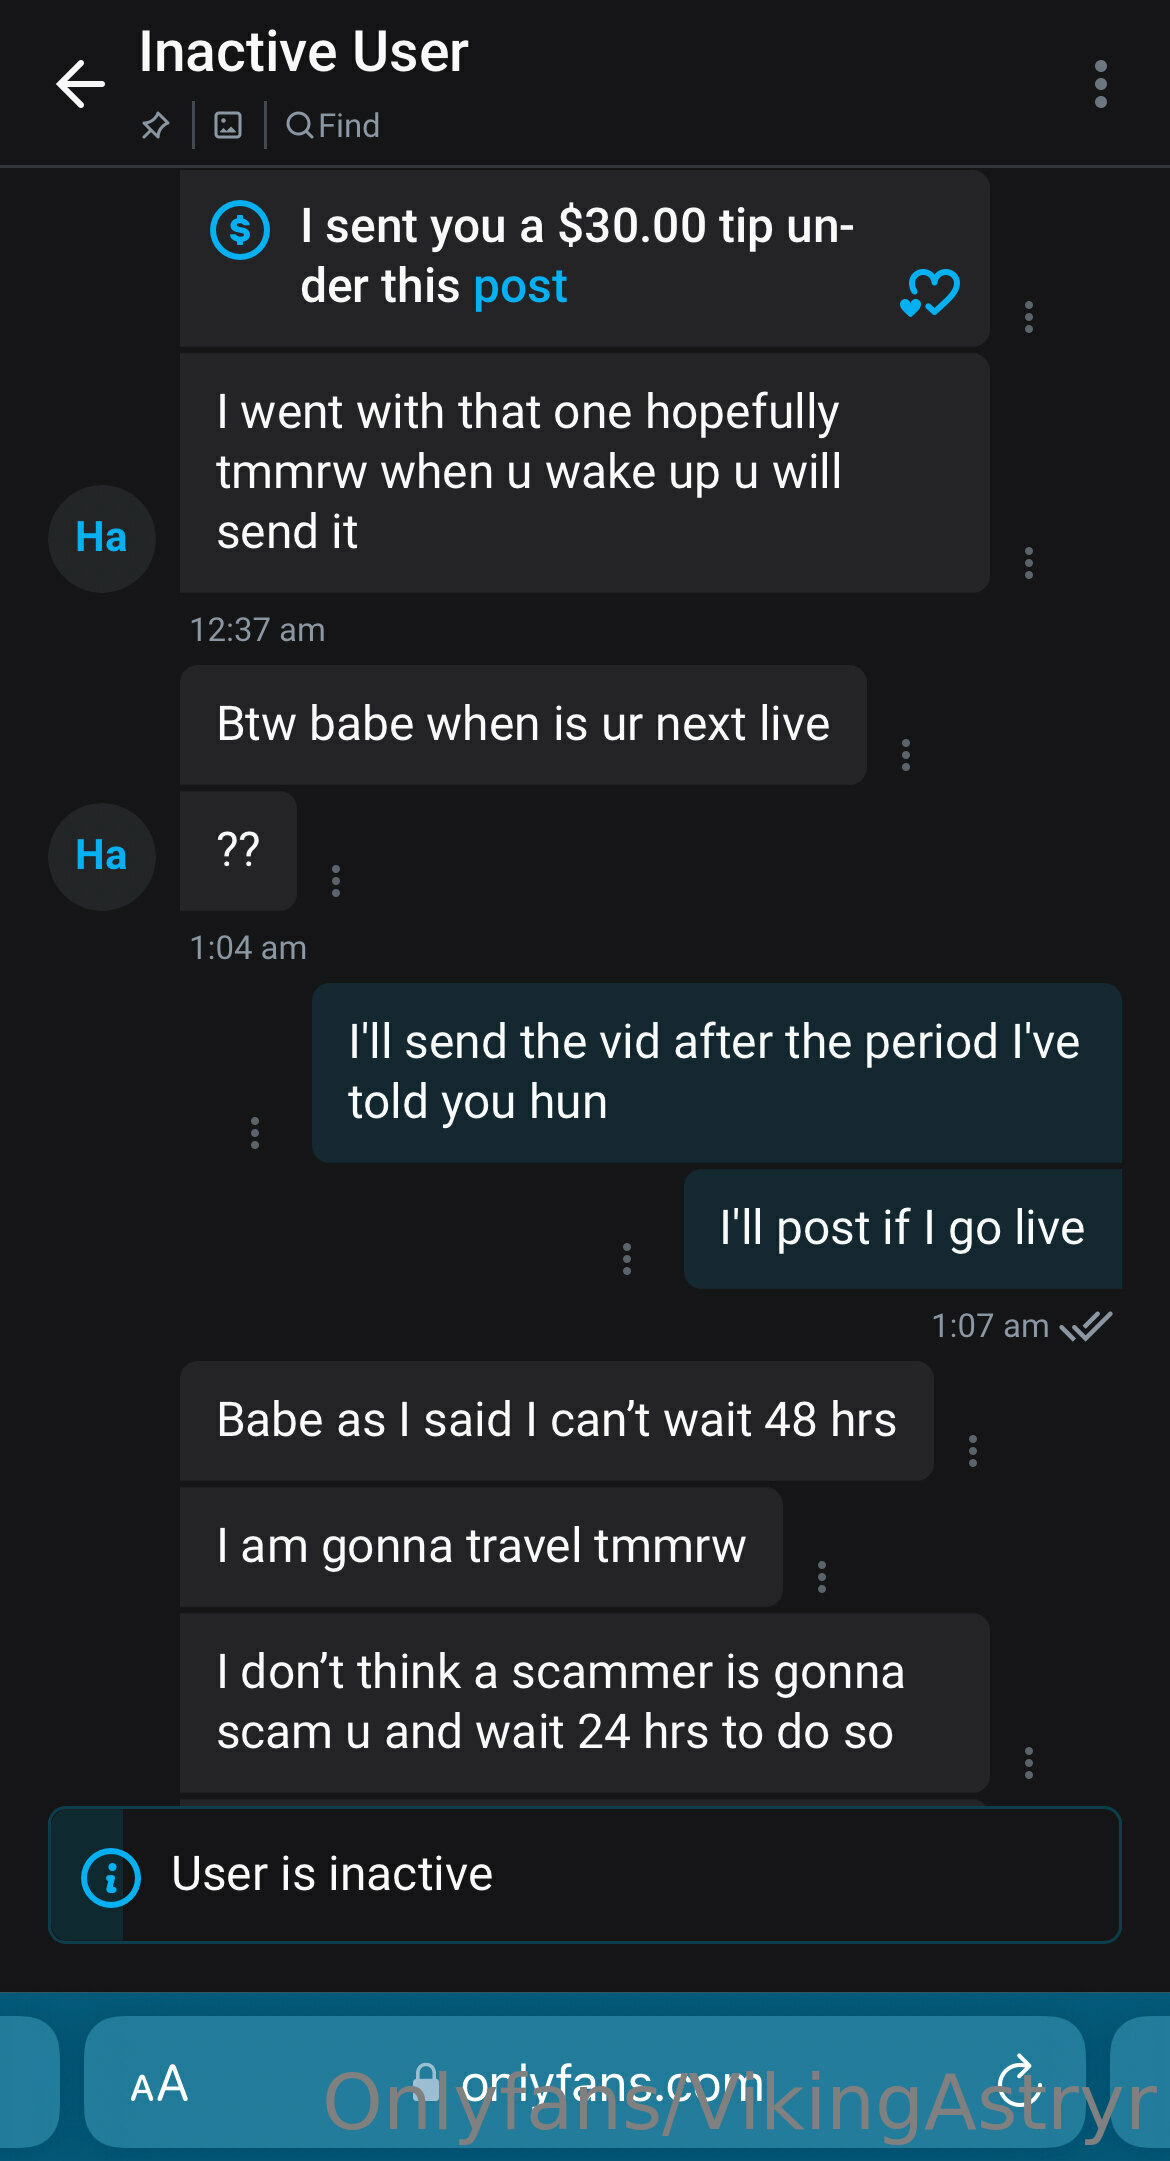 Inactive User
Find
I sent you a $30.00 tip un-
der this post
I went with that one hopefully
tmmrw when u wake up u will
send it
Ha
12:37 am
Btw babe when is ur next live
??
Ha
1:04 am
I'll send the vid after the period I've
told you hun
I'll post if I go live
1:07 am
Babe as I said I can’t wait 48 hrs
I am gonna travel tmmrw
I don’t think a scammer is gonna
scam u and wait 24 hrs to do so
User is inactive
AA onlyfans.com
Onlyfans/VikingAstryr